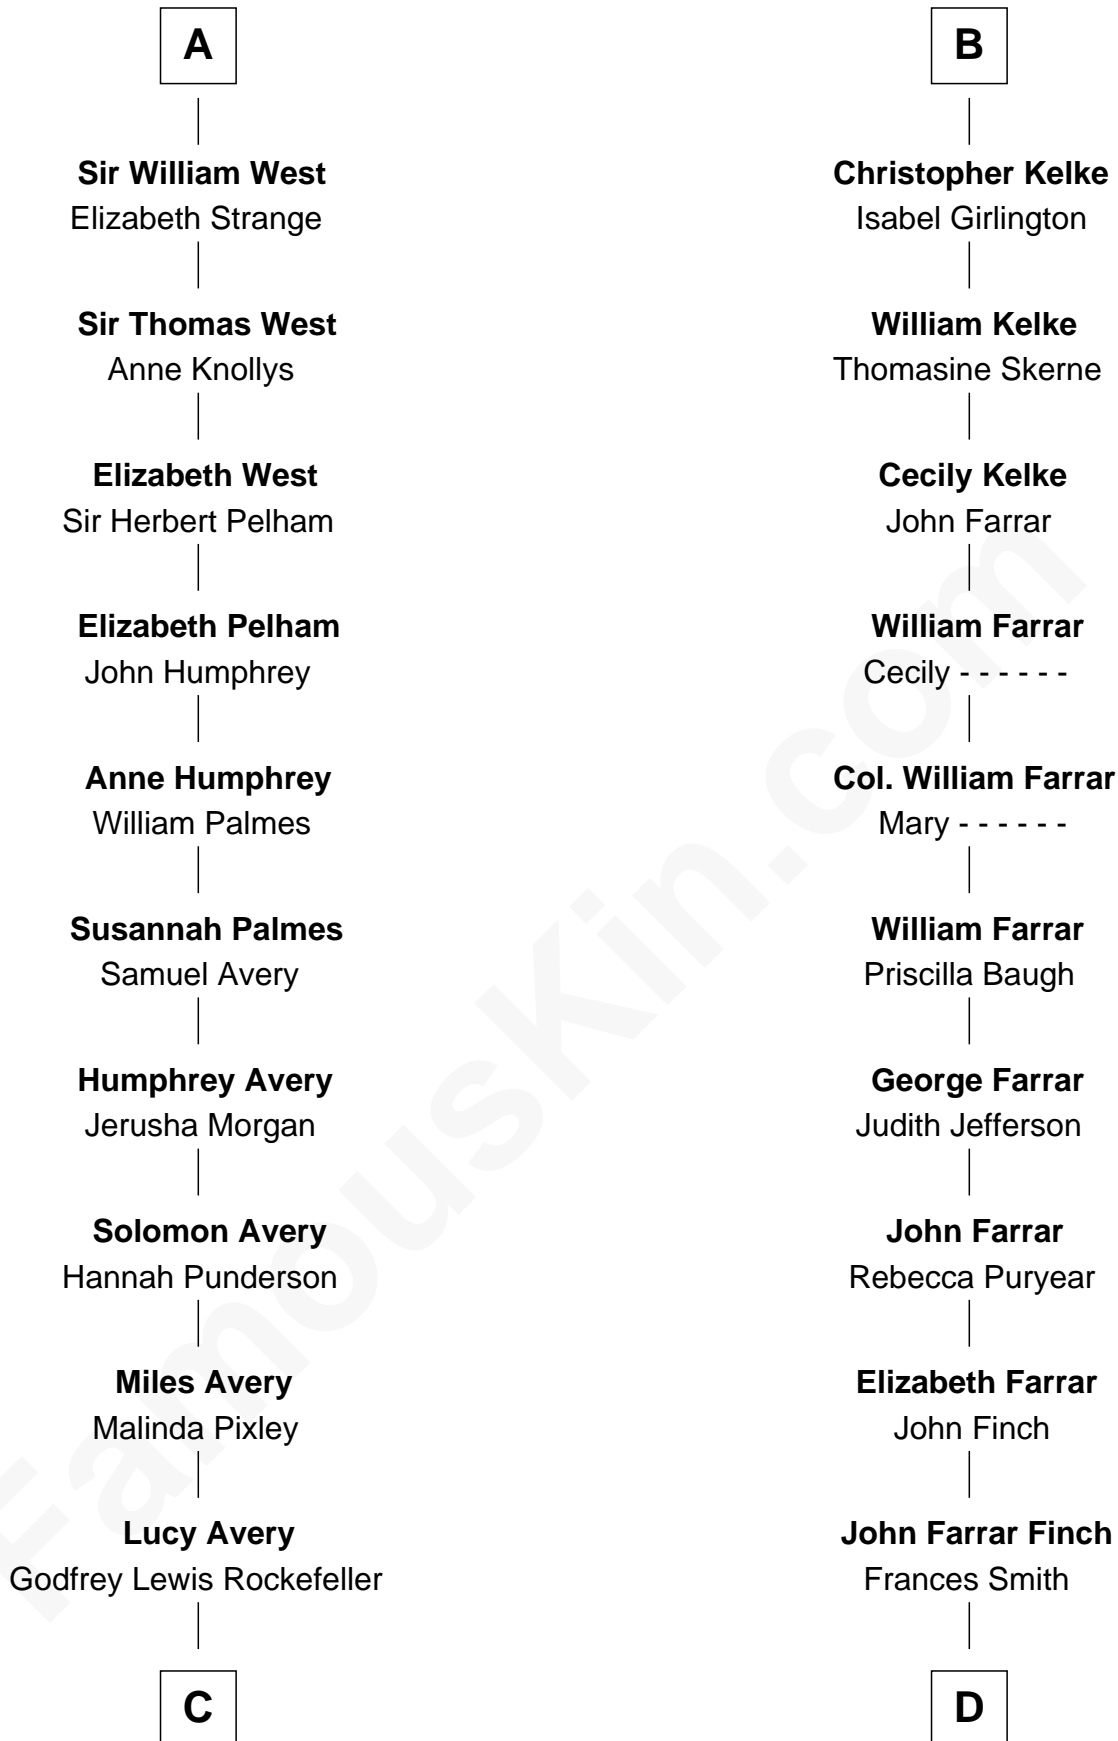 A
Sir William West
Elizabeth Strange
Sir Thomas West
Anne Knollys
Elizabeth West
Sir Herbert Pelham
Elizabeth Pelham
John Humphrey
Anne Humphrey
William Palmes
Susannah Palmes
Samuel Avery
Humphrey Avery
Jerusha Morgan
Solomon Avery
Hannah Punderson
Miles Avery
Malinda Pixley
Lucy Avery
Godfrey Lewis Rockefeller
C
B
Christopher Kelke
Isabel Girlington
William Kelke
Thomasine Skerne
Cecily Kelke
John Farrar
William Farrar
Cecily - - - - - -
Col. William Farrar
Mary - - - - - -
William Farrar
Priscilla Baugh
George Farrar
Judith Jefferson
John Farrar
Rebecca Puryear
Elizabeth Farrar
John Finch
John Farrar Finch
Frances Smith
D
FamousKin.com